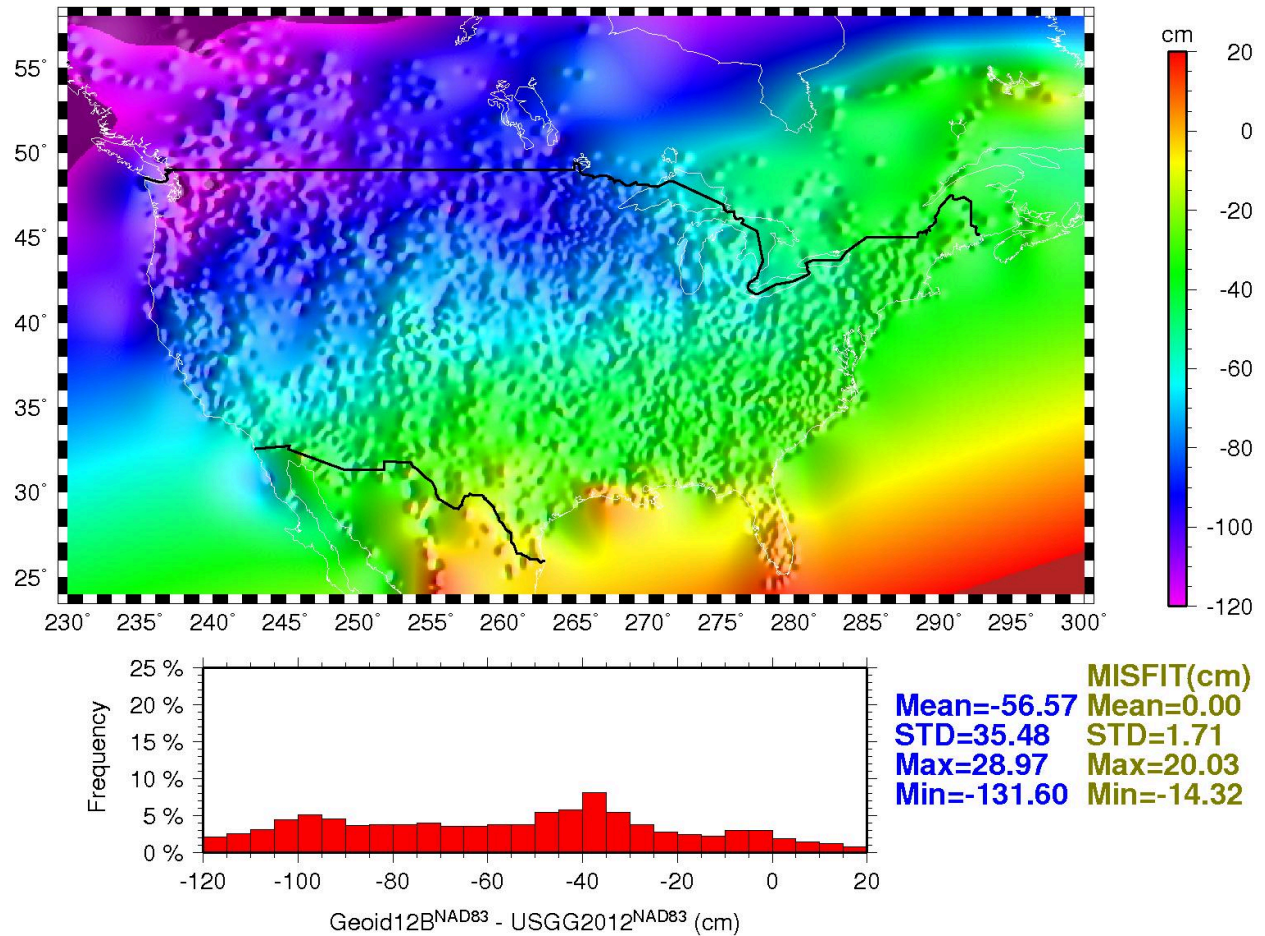 cm
55°
50°
45°
40°
35°
30°
25°
20
0
-20
-40
-60
-80
-100
-120
230° 235° 240° 245° 250° 255° 260° 265° 270° 275° 280° 285° 290° 295° 300°
25 %
20 %
15 %
10 %
5 %
0 %
Frequency
-120 -100 -80 -60 -40 -20 0 20
Geoid12B^NAD83 - USGG2012^NAD83 (cm)
MISFIT(cm)
Mean=-56.57 Mean=0.00
STD=35.48 STD=1.71
Max=28.97 Max=20.03
Min=-131.60 Min=-14.32